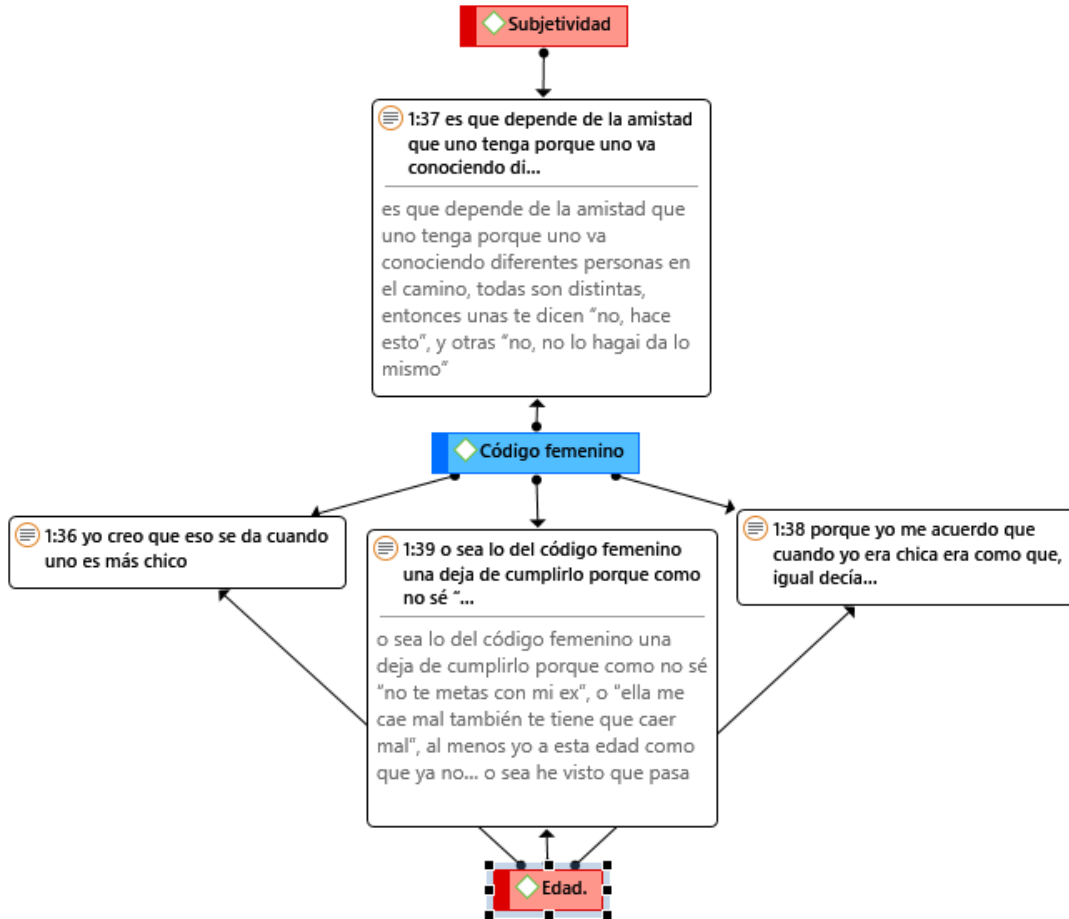 Subjetividad
1:37 es que depende de la amistad
que uno tenga porque uno va
conociendo di...
es que depende de la amistad que
uno tenga porque uno va
conociendo diferentes personas en
el camino, todas son distintas,
entonces unas te dicen “no, hace
esto”, y otras “no, no lo hagai da lo
mismo”
Código femenino
1:36 yo creo que eso se da cuando
uno es más chico
1:39 o sea lo del código femenino
una deja de cumplirlo porque como
no sé “...
o sea lo del código femenino una
deja de cumplirlo porque como no sé
“no te metas con mi ex”, o “ella me
cae mal también te tiene que caer
mal”, al menos yo a esta edad como
que ya no... o sea he visto que pasa
1:38 porque yo me acuerdo que
cuando yo era chica era como que,
igual decía...
Edad.